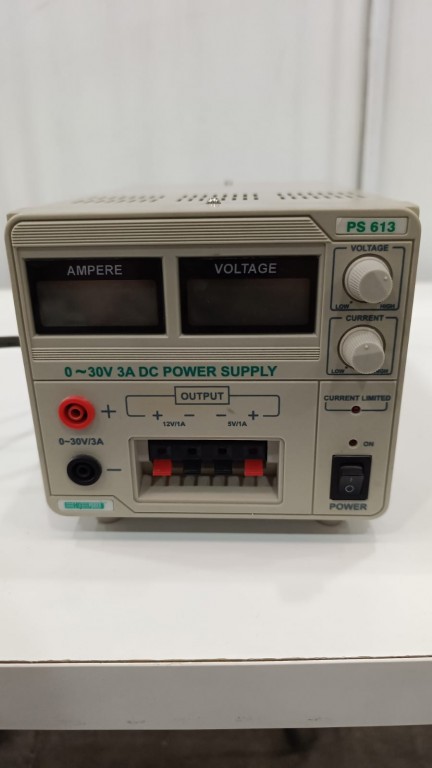 PS 613
AMPERE
VOLTAGE
VOLTAGE
LOW HIGH
CURRENT
LOW HIGH
0~30V 3A DC POWER SUPPLY
OUTPUT
+ − − +
12V/1A 5V/1A
+
0~30V/3A
−
CURRENT LIMITED
ON
POWER